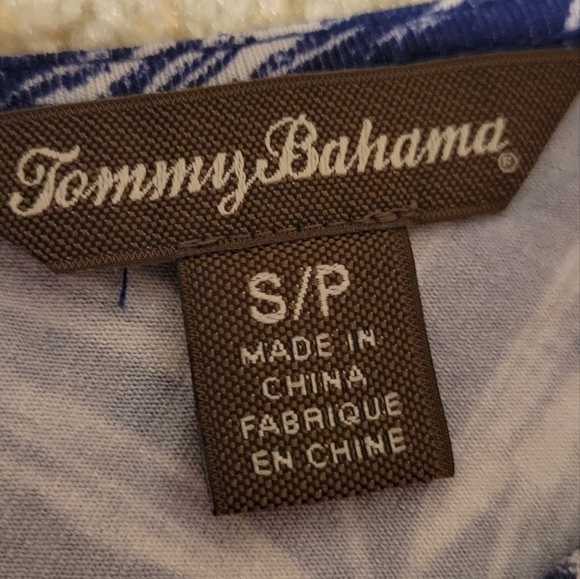 Tommy Bahama®
S/P
MADE IN
CHINA
FABRIQUE
EN CHINE